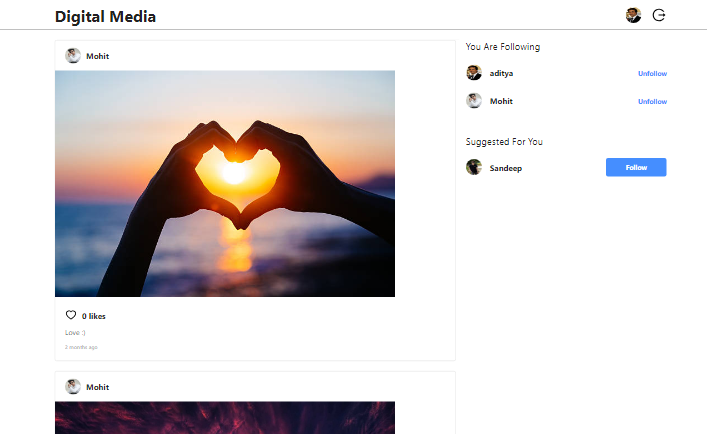 Digital Media
Mohit
0 likes
Love :)
2 months ago
Mohit
You Are Following
aditya
Unfollow
Mohit
Unfollow
Suggested For You
Sandeep
Follow